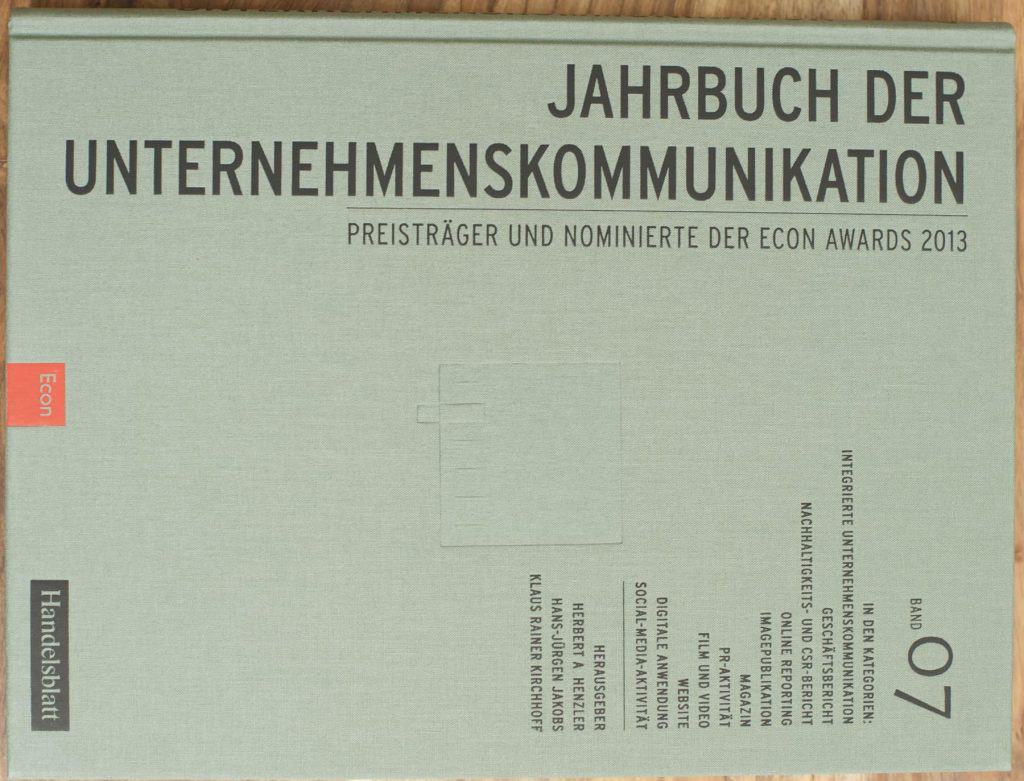 JAHRBUCH DER
UNTERNEHMENSKOMMUNIKATION
PREISTRÄGER UND NOMINIERTE DER ECON AWARDS 2013
BAND 07
IN DEN KATEGORIEN:
INTEGRIERTE UNTERNEHMENSKOMMUNIKATION
GESCHÄFTSBERICHT
NACHHALTIGKEITS- UND CSR-BERICHT
ONLINE REPORTING
IMAGEPUBLIKATION
MAGAZIN
PR-AKTIVITÄT
FILM UND VIDEO
WEBSITE
DIGITALE ANWENDUNG
SOCIAL-MEDIA-AKTIVITÄT
HERAUSGEBER
HERBERT A HENZLER
HANS-JÜRGEN JAKOBS
KLAUS RAINER KIRCHHOFF
Econ
Handelsblatt